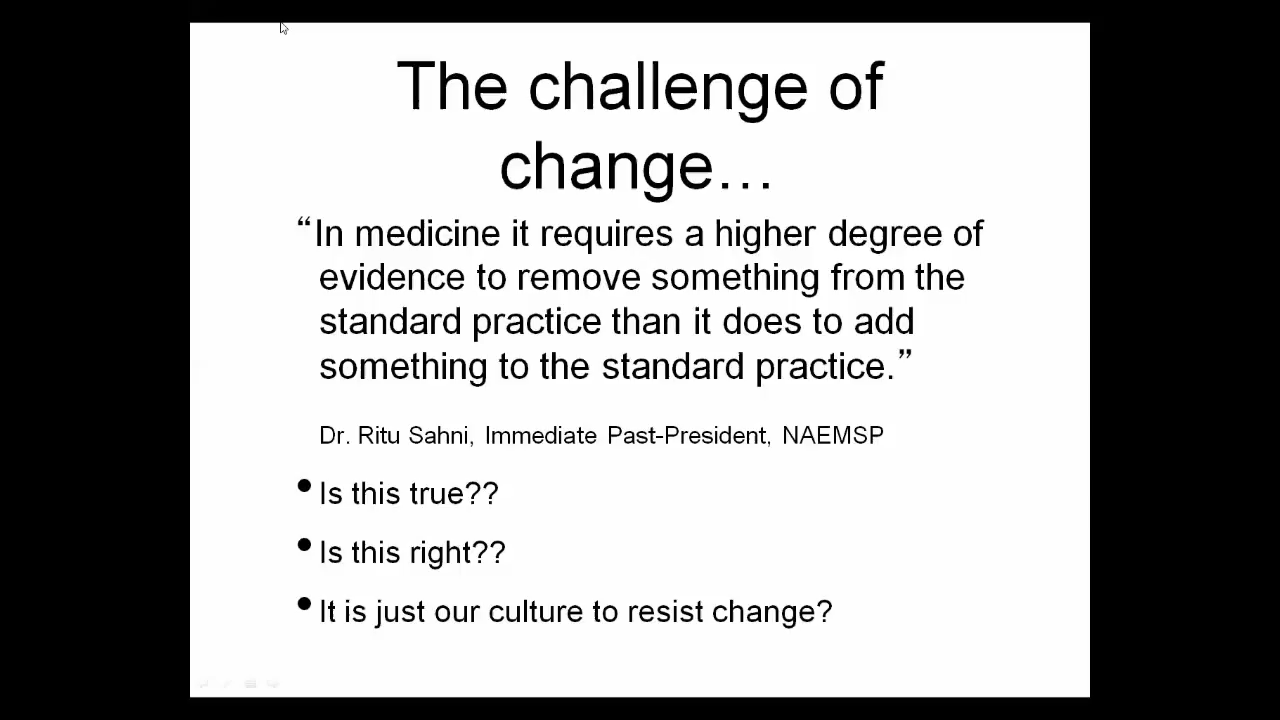 The challenge of
change…
“In medicine it requires a higher degree of
evidence to remove something from the
standard practice than it does to add
something to the standard practice.”
Dr. Ritu Sahni, Immediate Past-President, NAEMSP
• Is this true??
• Is this right??
• It is just our culture to resist change?